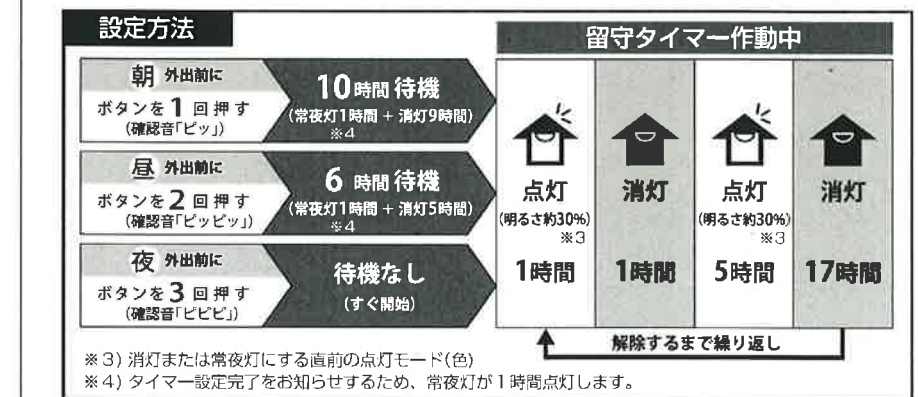 設定方法
留守タイマー作動中
朝 外出前に
ボタンを1回押す
(確認音「ピッ」)
10時間待機
(常夜灯1時間 + 消灯9時間)
※4
昼 外出前に
ボタンを2回押す
(確認音「ピッピッ」)
6時間待機
(常夜灯1時間 + 消灯5時間)
※4
夜 外出前に
ボタンを3回押す
(確認音「ピピピ」)
待機なし
(すぐ開始)
点灯
(明るさ約30%)
※3
1時間
消灯
1時間
点灯
(明るさ約30%)
※3
5時間
消灯
17時間
解除するまで繰り返し
※3) 消灯または常夜灯にする直前の点灯モード(色)
※4) タイマー設定完了をお知らせするため、常夜灯が1時間点灯します。